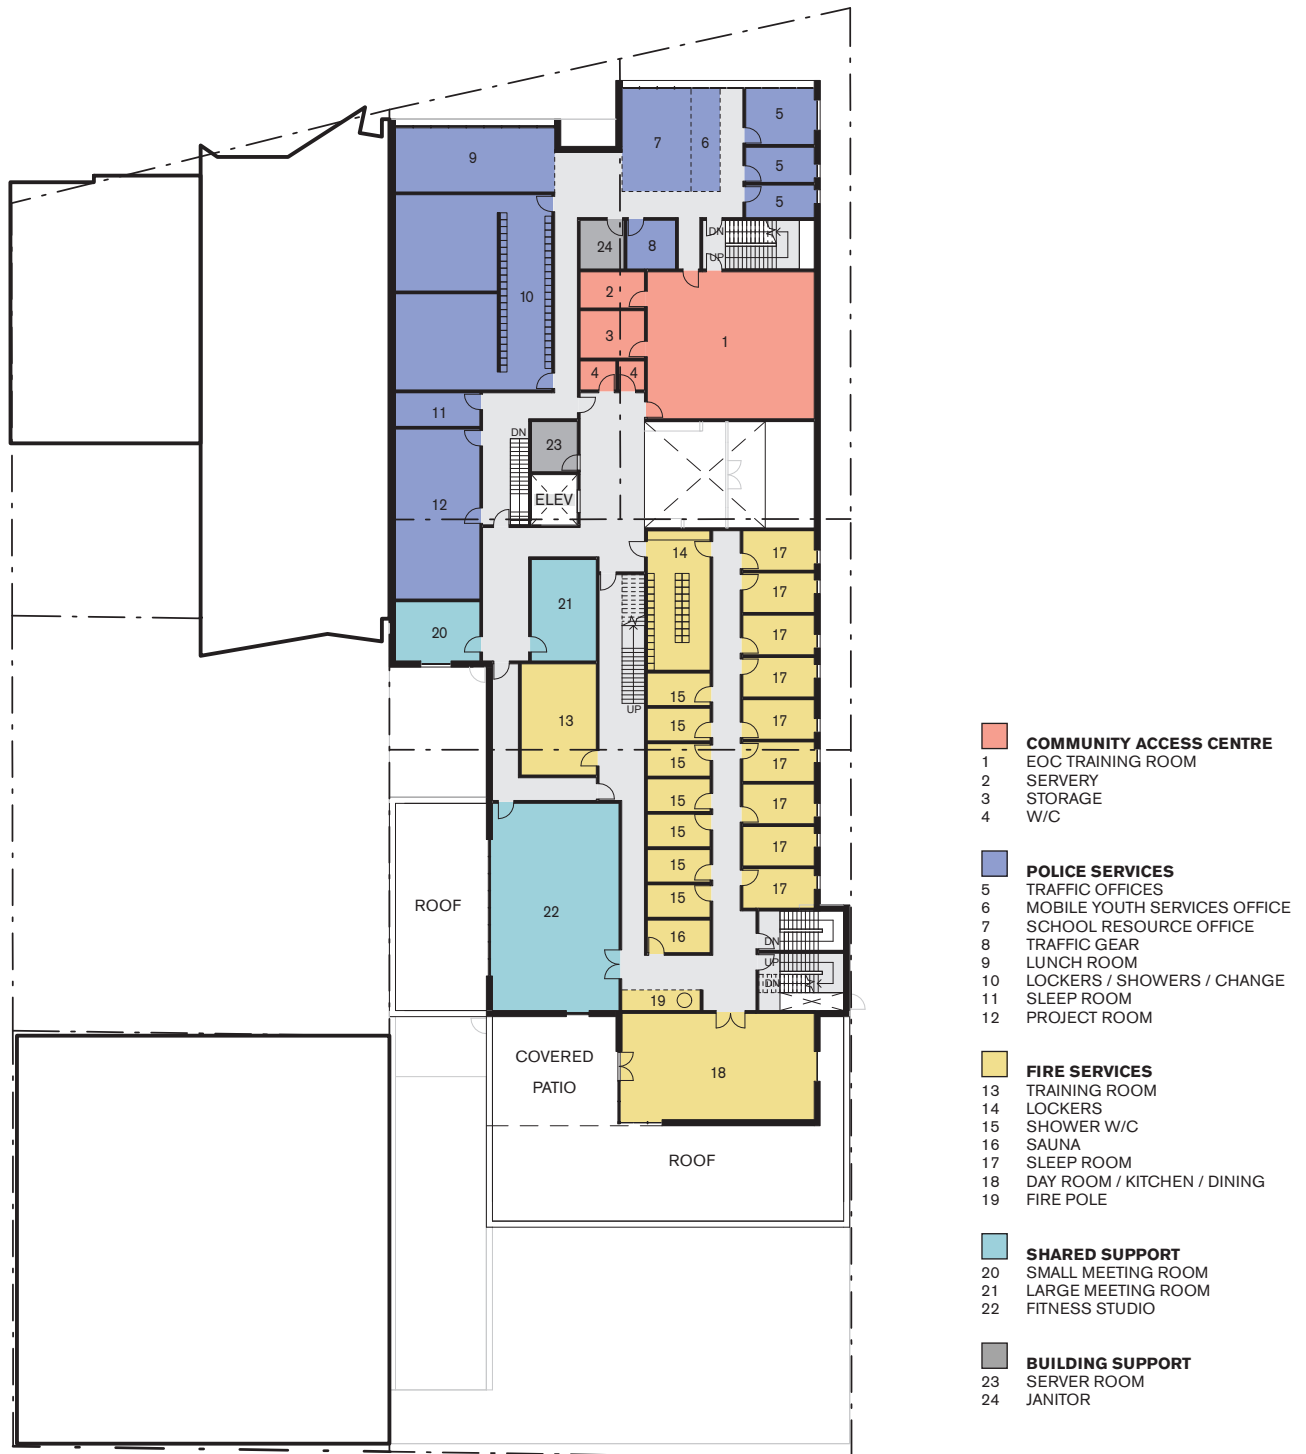 5
7
6
5
9
5
DN
24
8
UP
2
10
3
1
4
4
11
DN
23
ELEV
12
14
17
17
21
20
17
17
15
UP
13
15
17
15
17
15
17
15
17
15
17
15
ROOF
22
16
DN
UP
DN
19
COVERED
PATIO
18
ROOF
COMMUNITY ACCESS CENTRE
1 EOC TRAINING ROOM
2 SERVERY
3 STORAGE
4 W/C
POLICE SERVICES
5 TRAFFIC OFFICES
6 MOBILE YOUTH SERVICES OFFICE
7 SCHOOL RESOURCE OFFICE
8 TRAFFIC GEAR
9 LUNCH ROOM
10 LOCKERS / SHOWERS / CHANGE
11 SLEEP ROOM
12 PROJECT ROOM
FIRE SERVICES
13 TRAINING ROOM
14 LOCKERS
15 SHOWER W/C
16 SAUNA
17 SLEEP ROOM
18 DAY ROOM / KITCHEN / DINING
19 FIRE POLE
SHARED SUPPORT
20 SMALL MEETING ROOM
21 LARGE MEETING ROOM
22 FITNESS STUDIO
BUILDING SUPPORT
23 SERVER ROOM
24 JANITOR